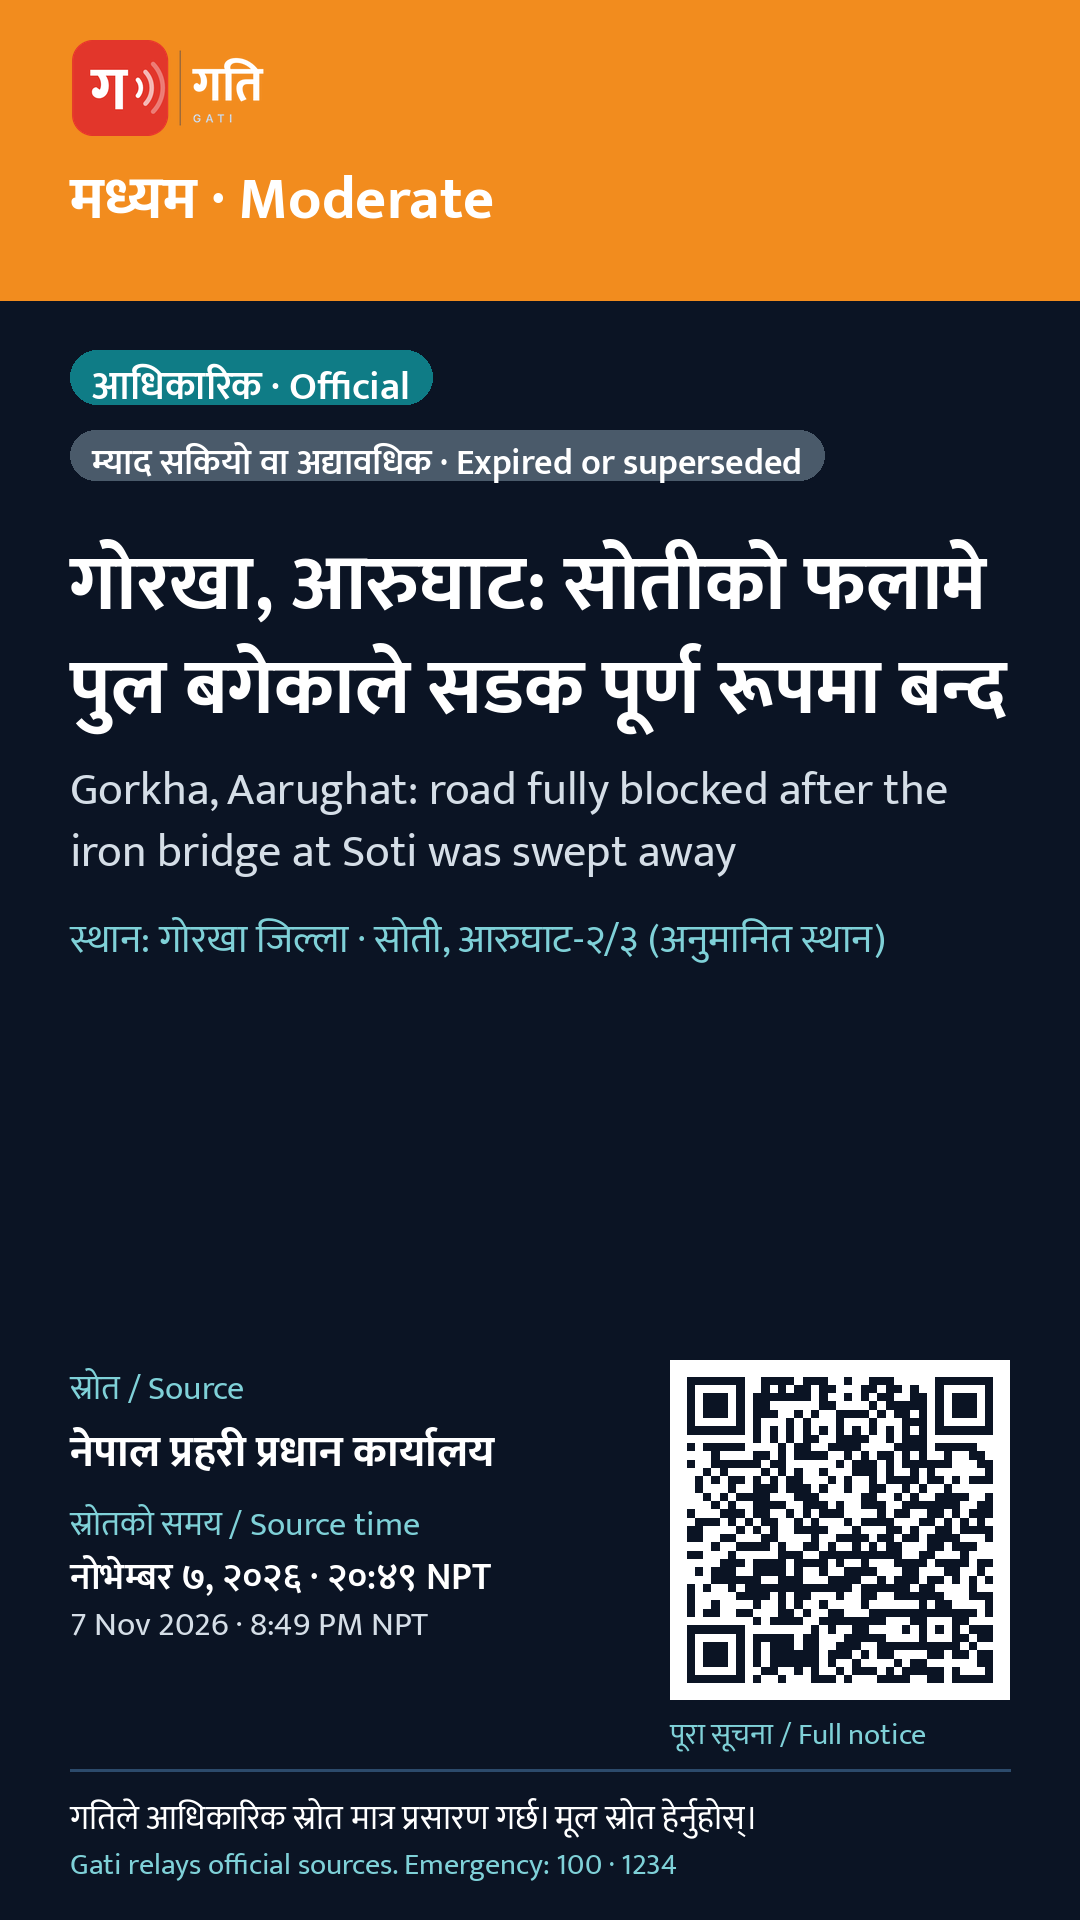 ग
गति
GATI
मध्यम · Moderate
आधिकारिक · Official
म्याद सकियो वा अद्यावधिक · Expired or superseded
गोरखा, आरुघाट: सोतीको फलामे
पुल बगेकाले सडक पूर्ण रूपमा बन्द
Gorkha, Aarughat: road fully blocked after the
iron bridge at Soti was swept away
स्थान: गोरखा जिल्ला · सोती, आरुघाट-२/३ (अनुमानित स्थान)
स्रोत / Source
नेपाल प्रहरी प्रधान कार्यालय
स्रोतको समय / Source time
नोभेम्बर ७, २०२६ · २०:४९ NPT
7 Nov 2026 · 8:49 PM NPT
पूरा सूचना / Full notice
गतिले आधिकारिक स्रोत मात्र प्रसारण गर्छ। मूल स्रोत हेर्नुहोस्।
Gati relays official sources. Emergency: 100 · 1234